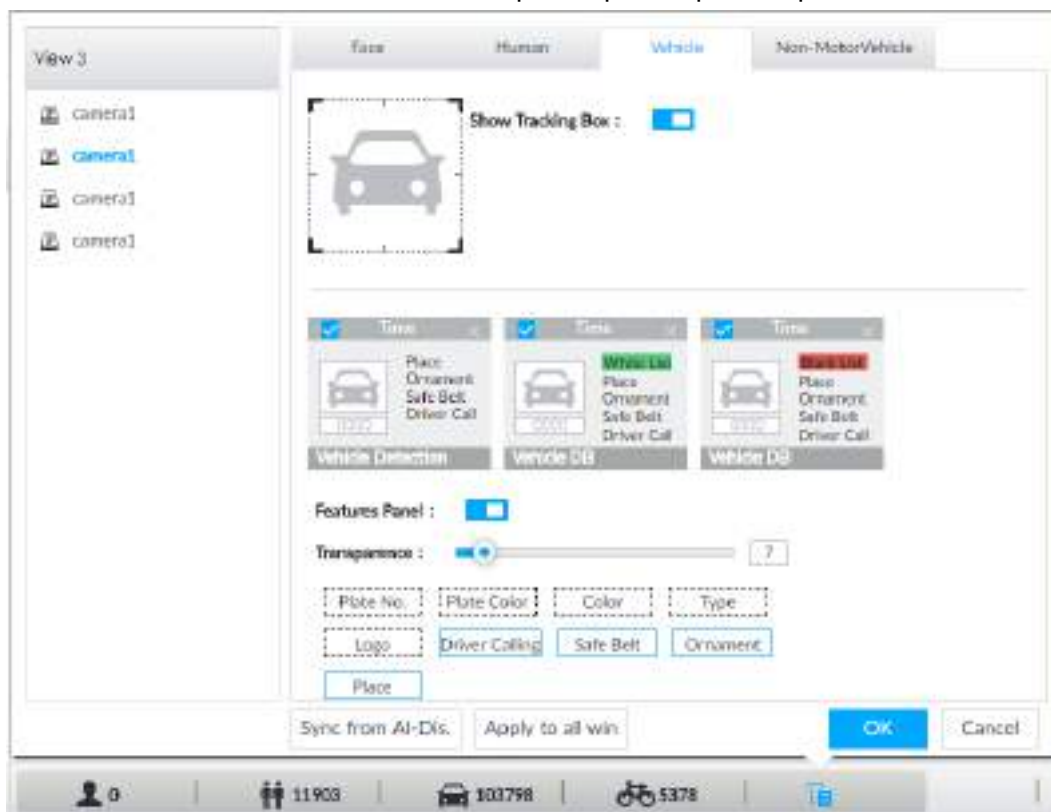 View 3
Face Human Vehicle Non-MotorVehicle
camera1
camera1
camera1
camera1
Show Tracking Box :
Time Time Time
Place
Ornament
Safe Belt
Driver Call
Vehicle Detection
White List
Place
Ornament
Safe Belt
Driver Call
Vehicle DB
Black List
Place
Ornament
Safe Belt
Driver Call
Vehicle DB
Features Panel :
Transparence : 7
Plate No. Plate Color Color Type
Logo Driver Calling Safe Belt Ornament
Place
Sync from AI-Dis. Apply to all win OK Cancel
0 11903 103798 5378